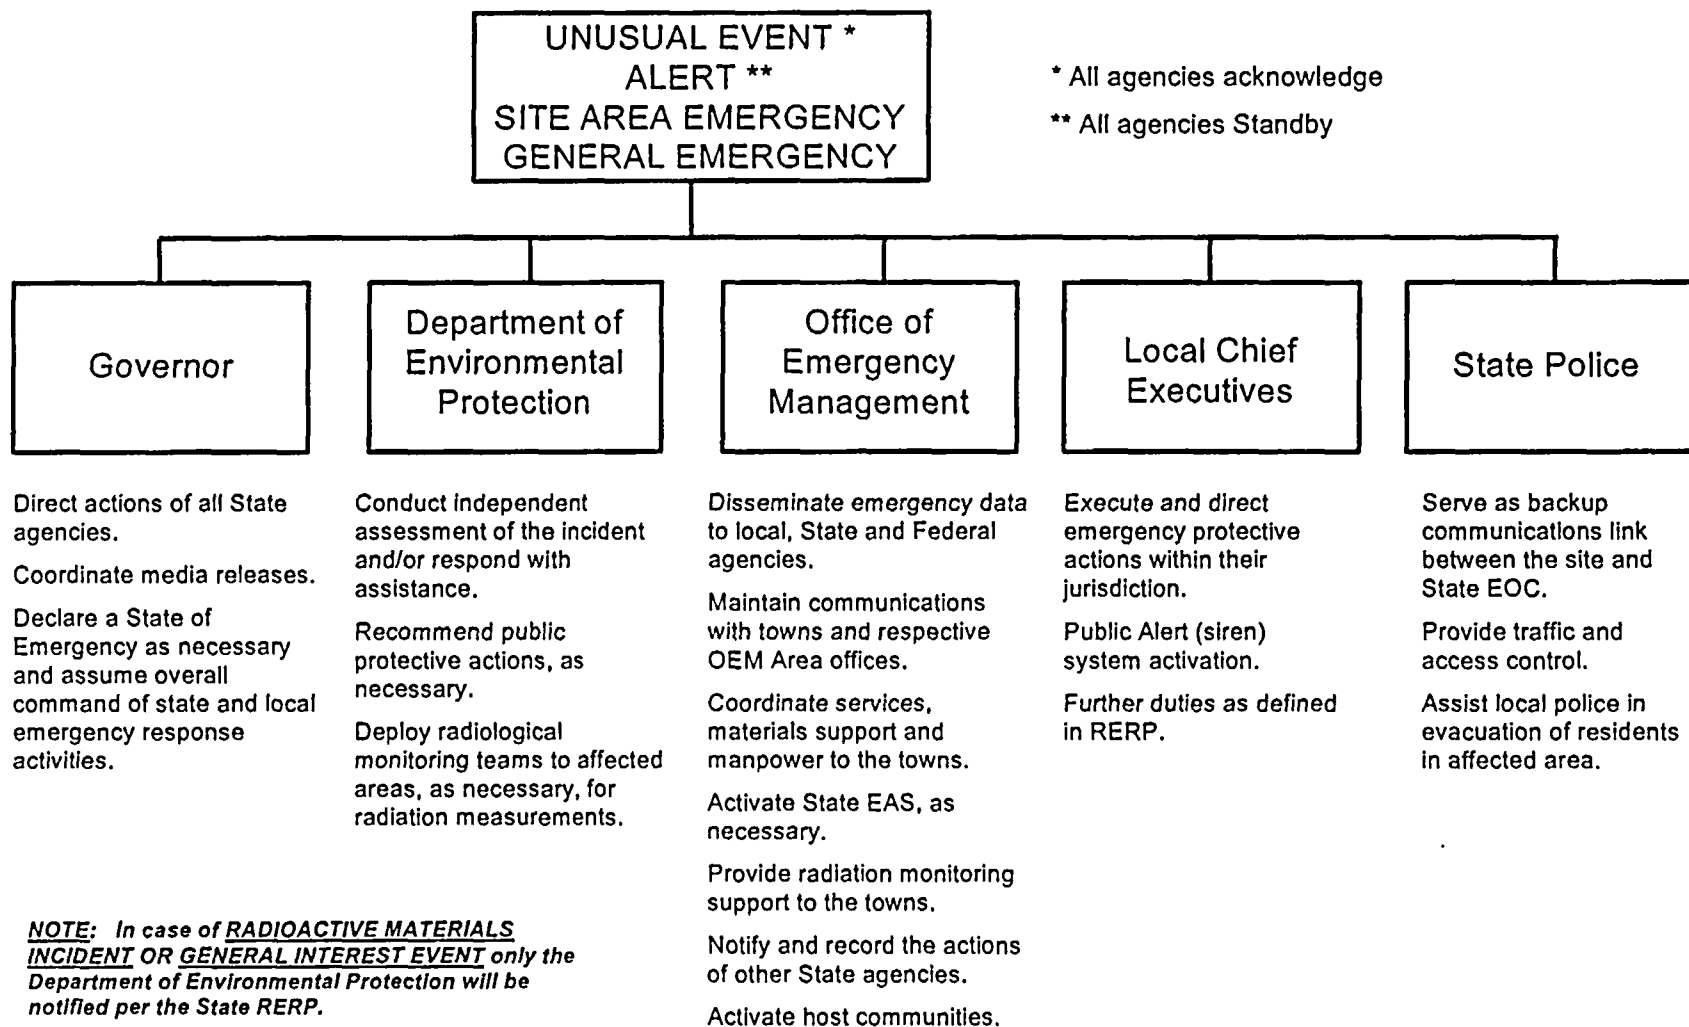 UNUSUAL EVENT *
ALERT **
SITE AREA EMERGENCY
GENERAL EMERGENCY
* All agencies acknowledge
** All agencies Standby
Governor
Department of
Environmental
Protection
Office of
Emergency
Management
Local Chief
Executives
State Police
Direct actions of all State
agencies.
Coordinate media releases.
Declare a State of
Emergency as necessary
and assume overall
command of state and local
emergency response
activities.
Conduct independent
assessment of the incident
and/or respond with
assistance.
Recommend public
protective actions, as
necessary.
Deploy radiological
monitoring teams to affected
areas, as necessary, for
radiation measurements.
Disseminate emergency data
to local, State and Federal
agencies.
Maintain communications
with towns and respective
OEM Area offices.
Coordinate services,
materials support and
manpower to the towns.
Activate State EAS, as
necessary.
Provide radiation monitoring
support to the towns.
Notify and record the actions
of other State agencies.
Activate host communities.
Execute and direct
emergency protective
actions within their
jurisdiction.
Public Alert (siren)
system activation.
Further duties as defined
in RERP.
Serve as backup
communications link
between the site and
State EOC.
Provide traffic and
access control.
Assist local police in
evacuation of residents
in affected area.
NOTE: In case of RADIOACTIVE MATERIALS
INCIDENT OR GENERAL INTEREST EVENT only the
Department of Environmental Protection will be
notified per the State RERP.